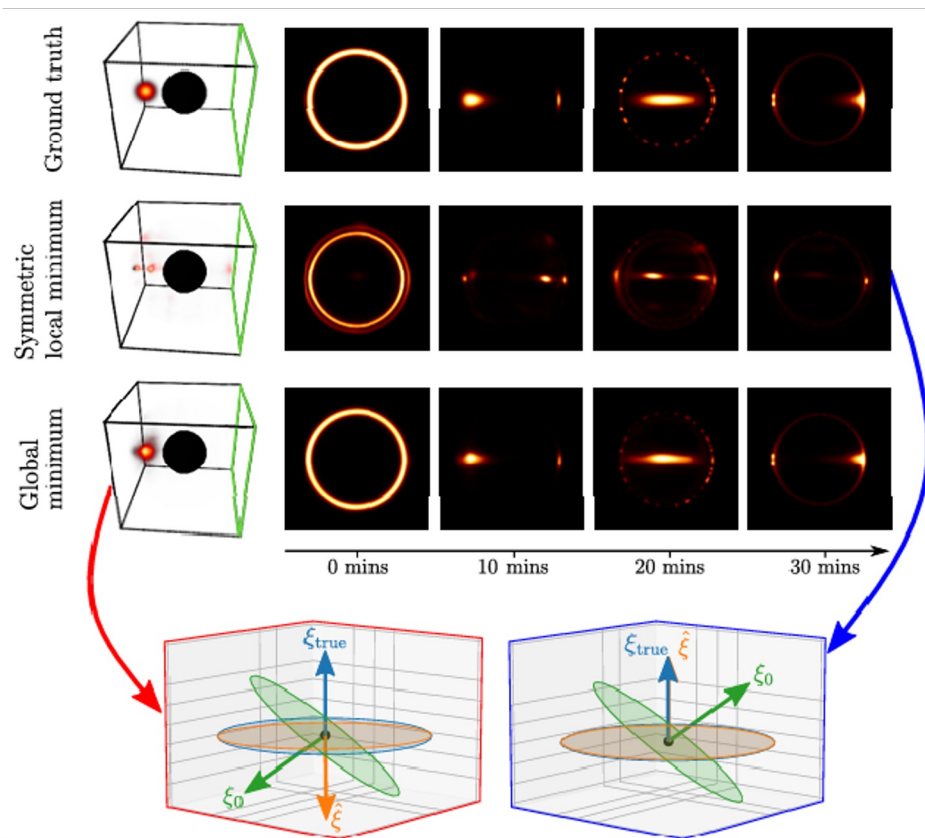 Ground truth
Symmetric
local minimum
Global
minimum
0 mins
10 mins
20 mins
30 mins
ξtrue
ξ0
ξ̂
ξtrue
ξ̂
ξ0